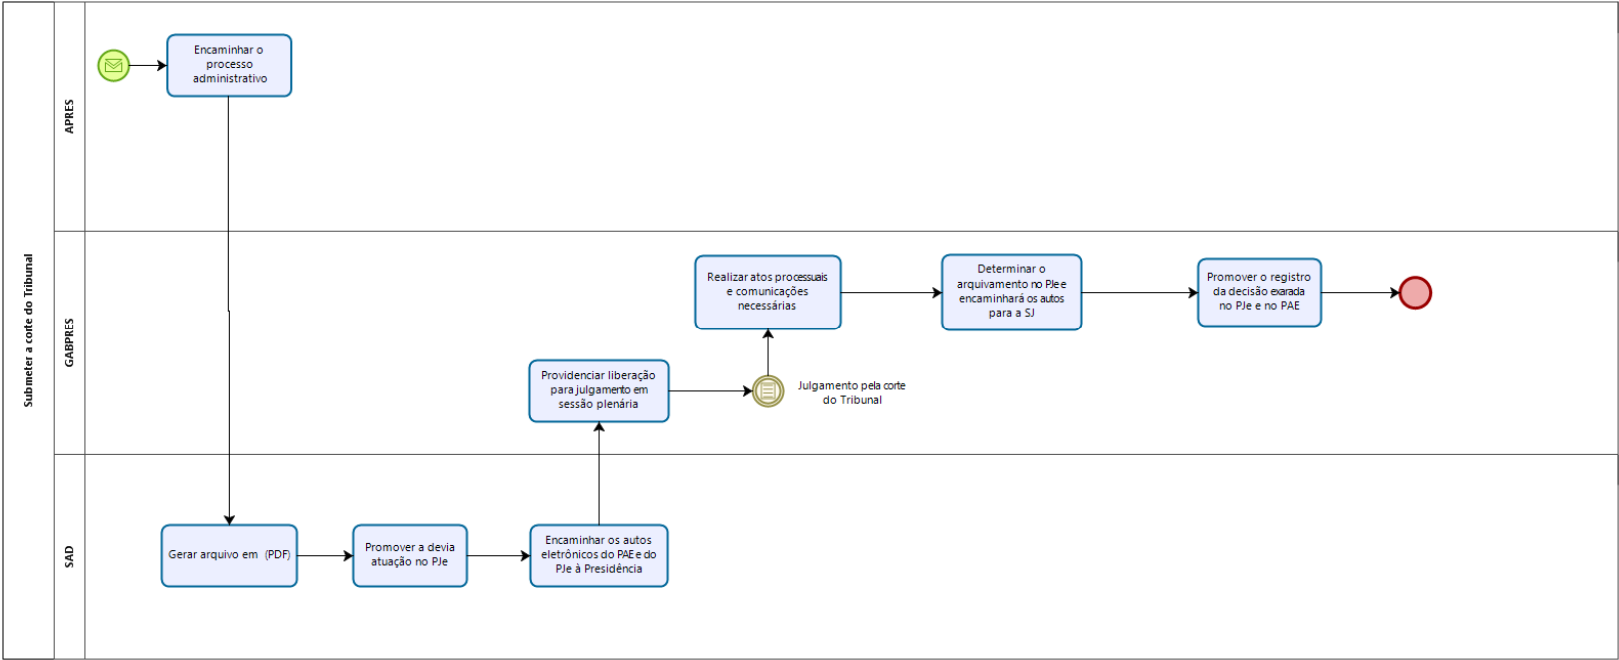 Submeter a corte do Tribunal
APRES
Encaminhar o
processo
administrativo
GABPRES
Realizar atos processuais
e comunicações
necessárias
Determinar o
arquivamento no PJe e
encaminhará os autos
para a SJ
Promover o registro
da decisão exarada
no PJe e no PAE
Providenciar liberação
para julgamento em
sessão plenária
Julgamento pela corte
do Tribunal
SAD
Gerar arquivo em (PDF)
Promover a devia
atuação no PJe
Encaminhar os autos
eletrônicos do PAE e do
PJe à Presidência